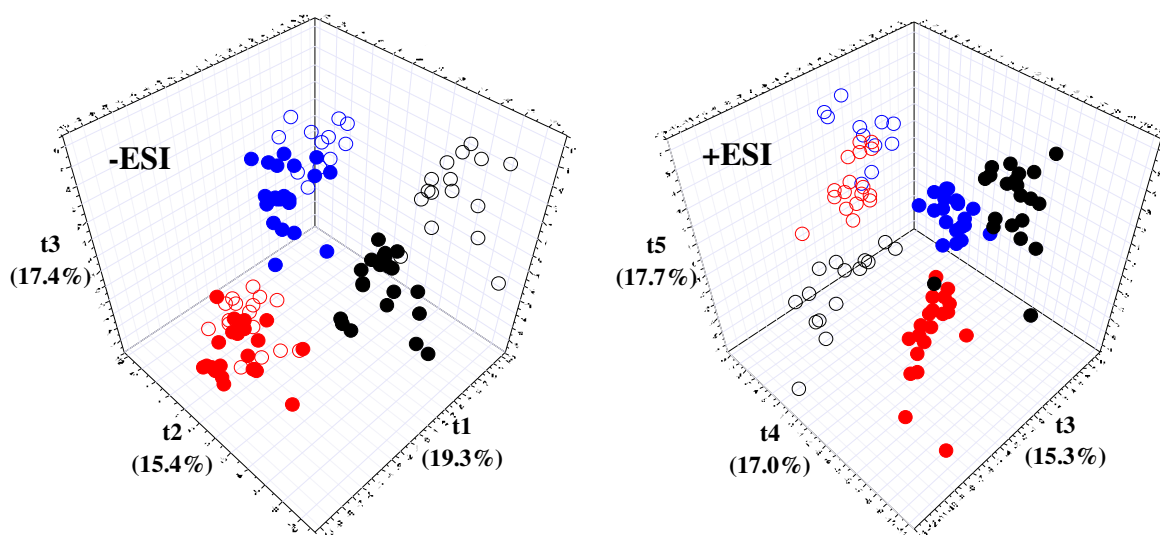 -ESI
t3
(17.4%)
t2
(15.4%)
t1
(19.3%)
+ESI
t5
(17.7%)
t4
(17.0%)
t3
(15.3%)